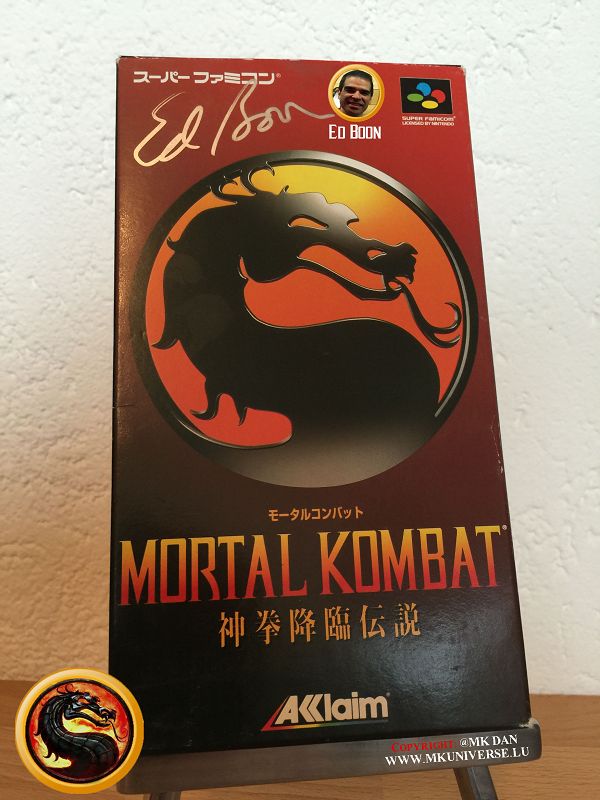 スーパーファミコン®
Ed Boon
ED BOON
SUPER FAMICOM
LICENSED BY NINTENDO
モータルコンバット
MORTAL KOMBAT®
神拳降臨伝説
AKlaim
COPYRIGHT @MK DAN
WWW.MKUNIVERSE.LU